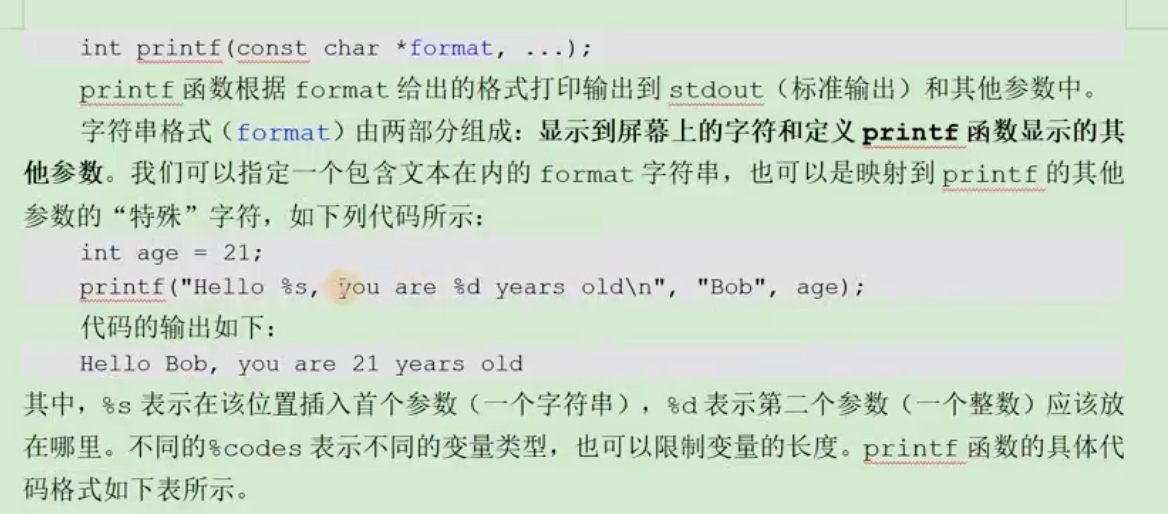 int printf(const char *format, ...);
printf 函数根据 format 给出的格式打印输出到 stdout（标准输出）和其他参数中。
字符串格式（format）由两部分组成：显示到屏幕上的字符和定义 printf 函数显示的其
他参数。我们可以指定一个包含文本在内的 format 字符串，也可以是映射到 printf 的其他
参数的“特殊”字符，如下列代码所示：
int age = 21;
printf("Hello %s, you are %d years old\n", "Bob", age);
代码的输出如下：
Hello Bob, you are 21 years old
其中，%s 表示在该位置插入首个参数（一个字符串），%d 表示第二个参数（一个整数）应该放
在哪里。不同的%codes 表示不同的变量类型，也可以限制变量的长度。printf 函数的具体代
码格式如下表所示。